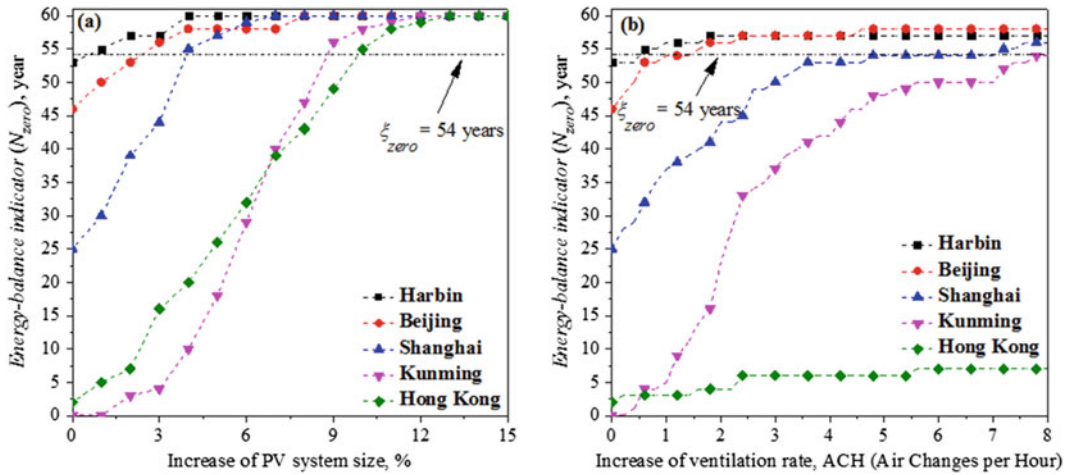 (a)
Energy-balance indicator (N_zero), year
60
55
50
45
40
35
30
25
20
15
10
5
0
ξ_zero = 54 years
Harbin
Beijing
Shanghai
Kunming
Hong Kong
0 3 6 9 12 15
Increase of PV system size, %
(b)
Energy-balance indicator (N_zero), year
60
55
50
45
40
35
30
25
20
15
10
5
0
ξ_zero = 54 years
Harbin
Beijing
Shanghai
Kunming
Hong Kong
0 1 2 3 4 5 6 7 8
Increase of ventilation rate, ACH (Air Changes per Hour)